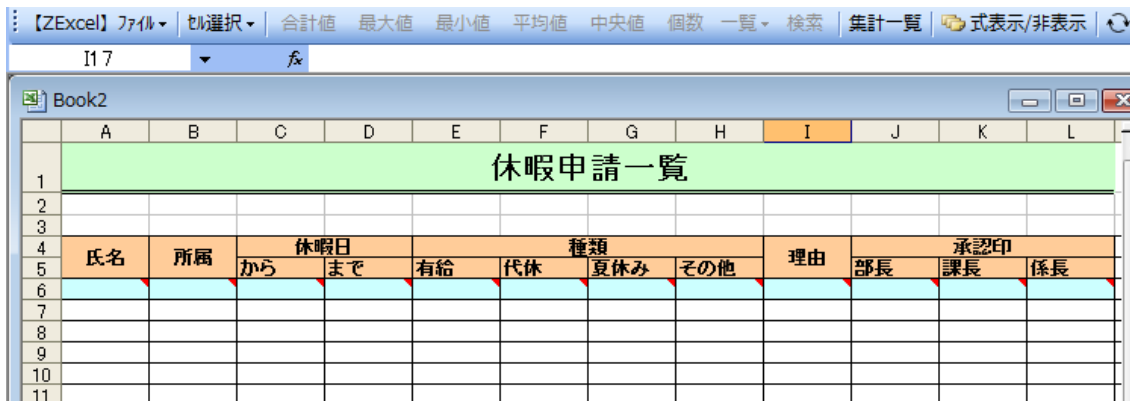 【ZExcel】ﾌｧｲﾙ ｾﾙ選択 合計値 最大値 最小値 平均値 中央値 個数 一覧 検索 集計一覧 式表示/非表示
I17 fx
Book2
A B C D E F G H I J K L
1 休暇申請一覧
2
3
4 氏名 所属 休暇日 種類 理由 承認印
5 から まで 有給 代休 夏休み その他 部長 課長 係長
6
7
8
9
10
11